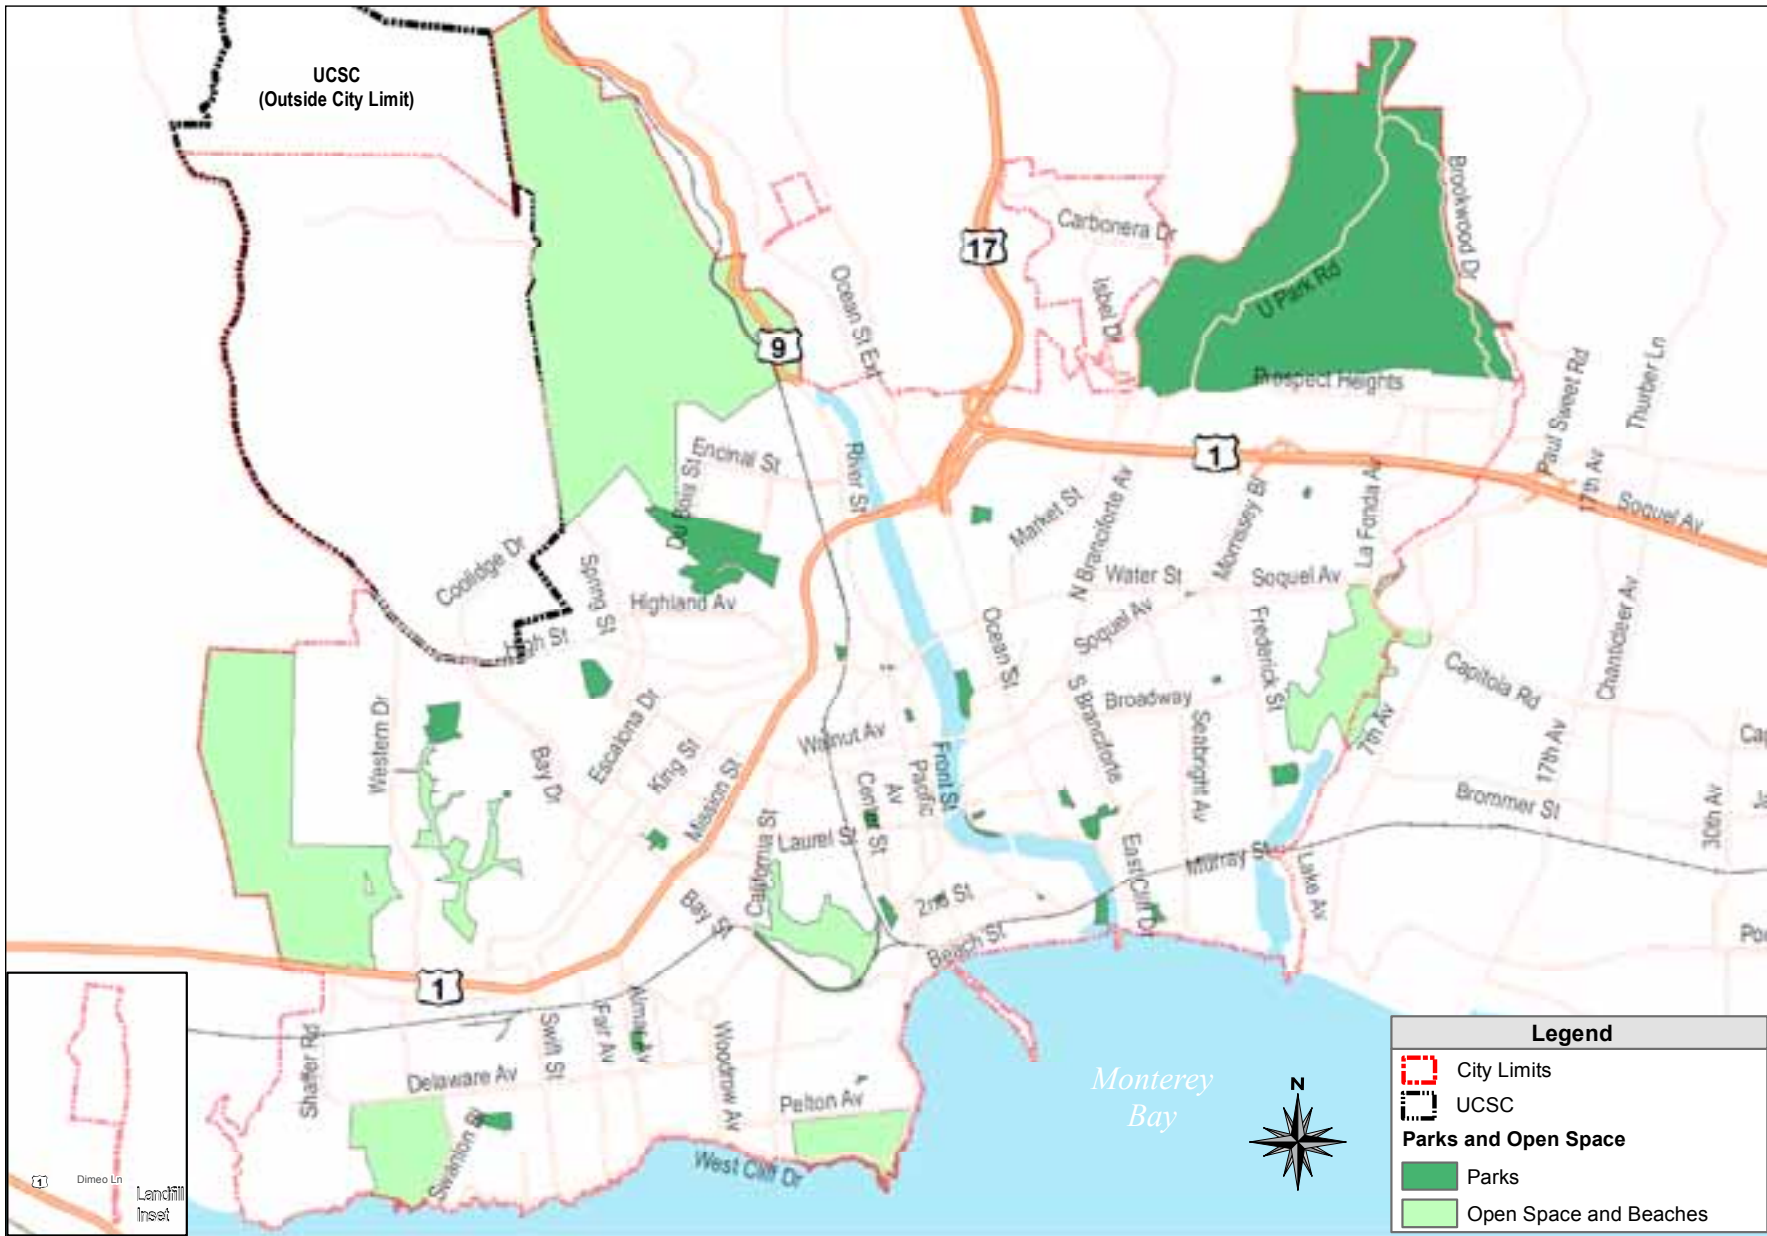 UCSC
(Outside City Limit)
17
9
1
1
Carbonera Dr
Isbel Dr
Brookwood Dr
U Park Rd
Prospect Heights
Ocean St Ext
Paul Sweet Rd
Thurber Ln
17th Av
Soquel Av
Encinal St
Du Bois St
River St
Market St
N Branciforte Av
Morrissey Bl
La Fonda Av
Coolidge Dr
Spring St
Highland Av
High St
Water St
Soquel Av
Soquel Av
Frederick St
Ocean St
Chanticleer Av
Capitola Rd
Western Dr
Bay Dr
Escalona Dr
King St
Mission St
Walnut Av
Front St
Pacific
Av
Center St
S Branciforte
Broadway
Seabright Av
7th Av
17th Av
Brommer St
30th Av
California St
Laurel St
Bay St
2nd St
Beach St
East Cliff Dr
Murray St
Lake Av
Shaffer Rd
Delaware Av
Swift St
Fair Av
Almar Av
Woodrow Av
Pelton Av
Swanton Bl
West Cliff Dr
Monterey
Bay
N
1
Dimeo Ln
Landfill
Inset
Legend
City Limits
UCSC
Parks and Open Space
Parks
Open Space and Beaches